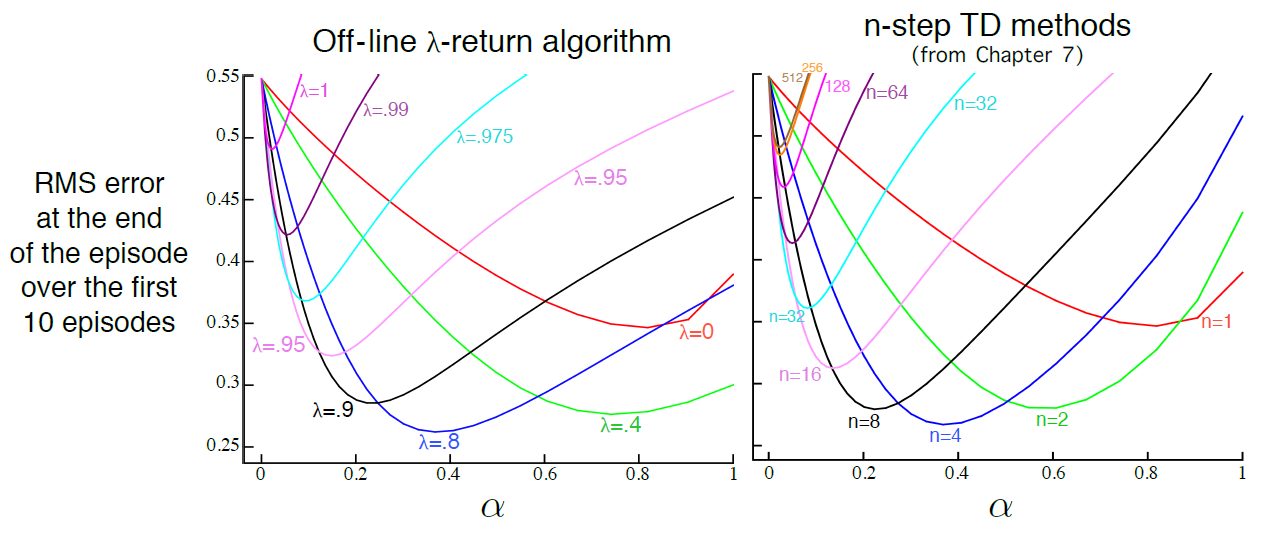 Off-line λ-return algorithm
n-step TD methods
(from Chapter 7)
RMS error
at the end
of the episode
over the first
10 episodes
0.55
0.5
0.45
0.4
0.35
0.3
0.25
λ=1
λ=.99
λ=.975
λ=.95
λ=.95
λ=0
λ=.9
λ=.8
λ=.4
0 0.2 0.4 0.6 0.8 1
α
512
256
128
n=64
n=32
n=32
n=16
n=8
n=4
n=2
n=1
0 0.2 0.4 0.6 0.8 1
α